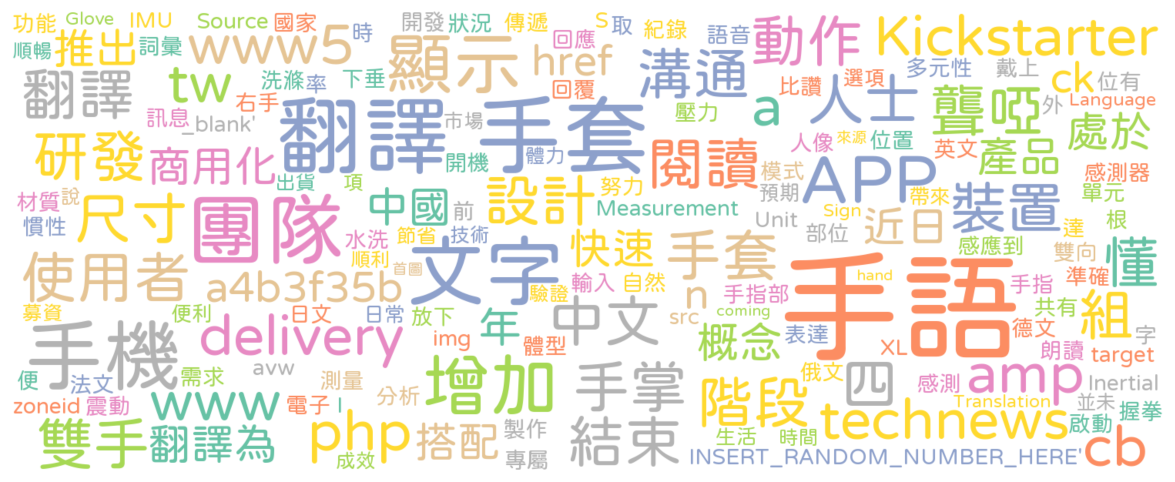 功能 Glove IMU Source 國家 開發 狀況 傳遞 S 取 紀錄
順暢 推出 詞彙 www5 時 顯示 回應 href 溝通 語音 動作 Kickstarter
翻譯 tw 洗滌 率 下垂 回覆 壓力 a 比讚 選項 多元性 ck 戴上 位有
訊息 右手 _blank' 翻譯手套 市場 人士 聾啞 外 Language
研發 商用化 開機 體力 閱讀 人像 來源 位置 英文 處於
材質 說 尺寸 出貨 項 中國 前 設計 努力 模式 APP 產品 感測器
慣性 團隊 水洗 節省 技術 Measurement 預期 裝置 帶來 單元
使用者 順利 首圖 文字 快速 手套 Unit 部位 近日 Sign 感應到 達 根 雙向 懂
募資 a4b3f35b 驗證 輸入 自然 n 手指部 hand 手語 手指 準確
手機 便利 日文 日常 放下 年 中文 src coming 表達 共有 組
delivery img 體型 概念 XL 德文 字 朗讀 target
便 法文 需求 avw 測量 增加 手掌 階段 俄文 四 感測 amp Inertial
zoneid 震動 www 電子 I 分析 Translation 並未 握拳
雙手 翻譯為 php 搭配 製作 結束 technews 啟動
成效 專屬 生活 時間 INSERT_RANDOM_NUMBER_HERE' cb